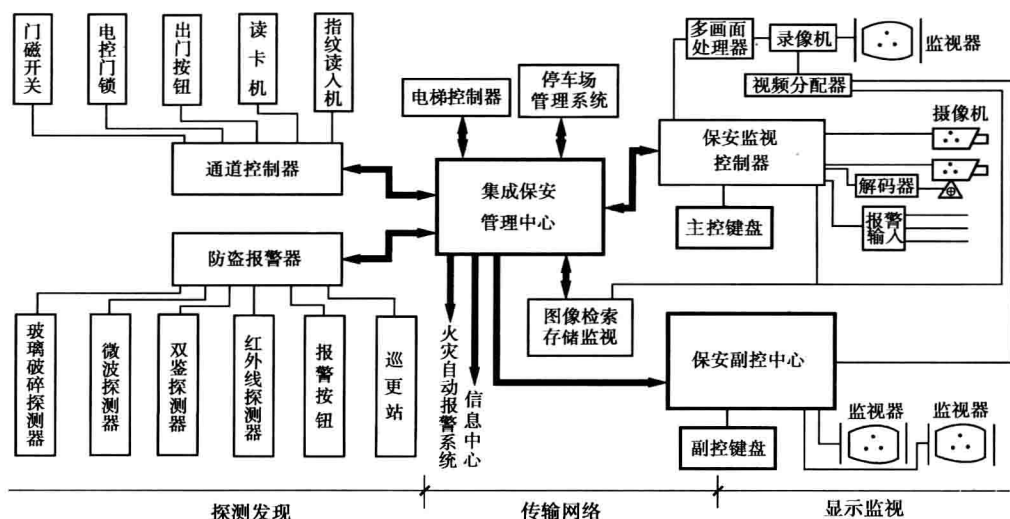 门磁开关
电控门锁
出门按钮
读卡机
指纹读入机
通道控制器
防盗报警器
玻璃破碎探测器
微波探测器
双鉴探测器
红外线探测器
报警按钮
巡更站
电梯控制器
停车场
管理系统
集成保安
管理中心
火灾自动报警系统
信息中心
图像检索
存储监视
多画面
处理器
录像机
监视器
视频分配器
保安监视
控制器
摄像机
解码器
主控键盘
报警
输入
保安副控中心
副控键盘
监视器
监视器
探测发现
传输网络
显示监视